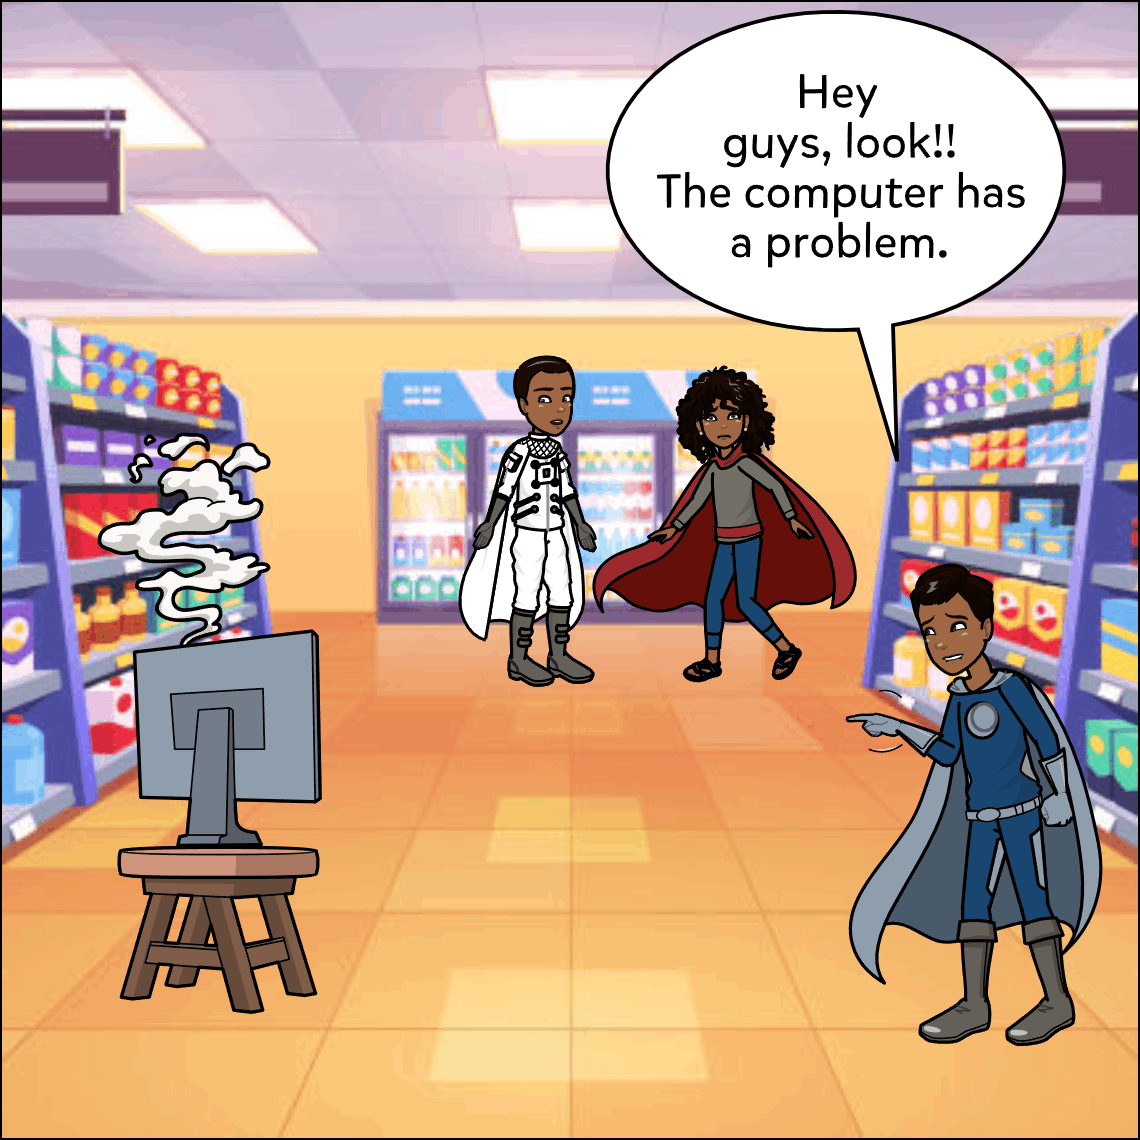 Hey
guys, look!!
The computer has
a problem.